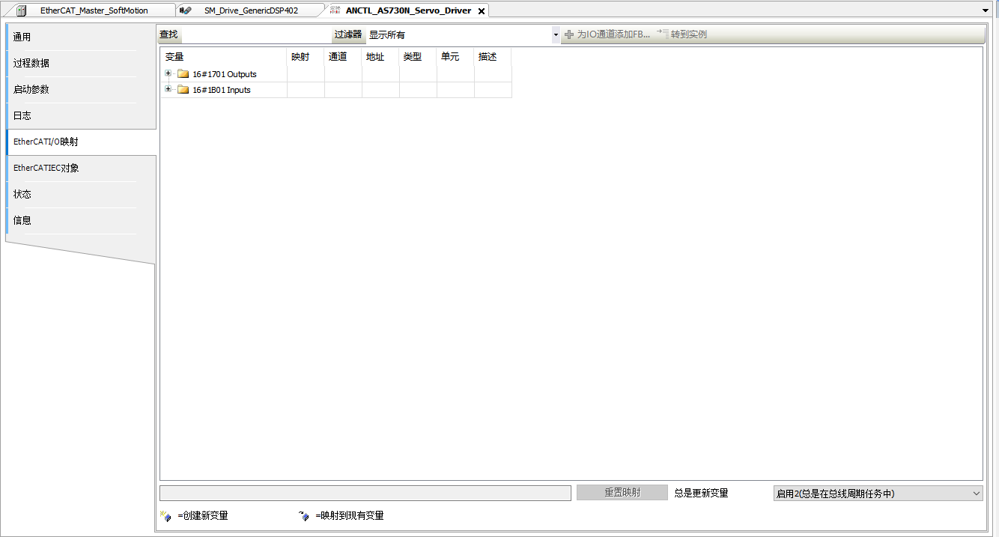 EtherCAT_Master_SoftMotion SM_Drive_GenericDSP402 ANCTL_AS730N_Servo_Driver
通用
过程数据
启动参数
日志
EtherCATI/O映射
EtherCATIEC对象
状态
信息
查找 过滤器 显示所有 为IO通道添加FB... 转到实例
变量 映射 通道 地址 类型 单元 描述
16#1701 Outputs
16#1B01 Inputs
重置映射 总是更新变量 启用2(总是在总线周期任务中)
=创建新变量 =映射到现有变量